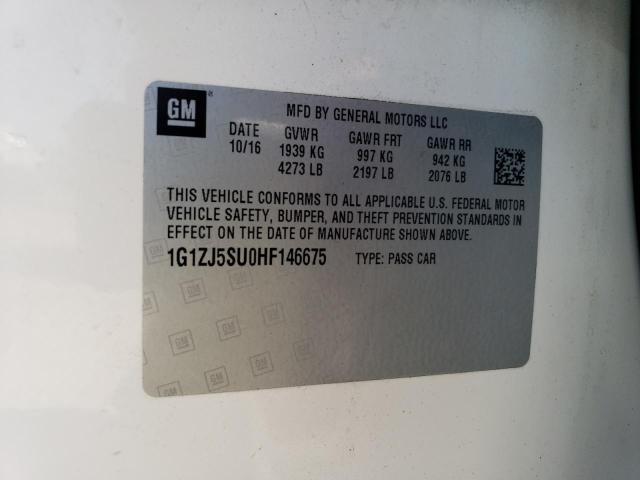 GM
MFD BY GENERAL MOTORS LLC
DATE GVWR GAWR FRT GAWR RR
10/16 1939 KG 997 KG 942 KG
4273 LB 2197 LB 2076 LB
THIS VEHICLE CONFORMS TO ALL APPLICABLE U.S. FEDERAL MOTOR
VEHICLE SAFETY, BUMPER, AND THEFT PREVENTION STANDARDS IN
EFFECT ON THE DATE OF MANUFACTURE SHOWN ABOVE.
1G1ZJ5SU0HF146675 TYPE: PASS CAR